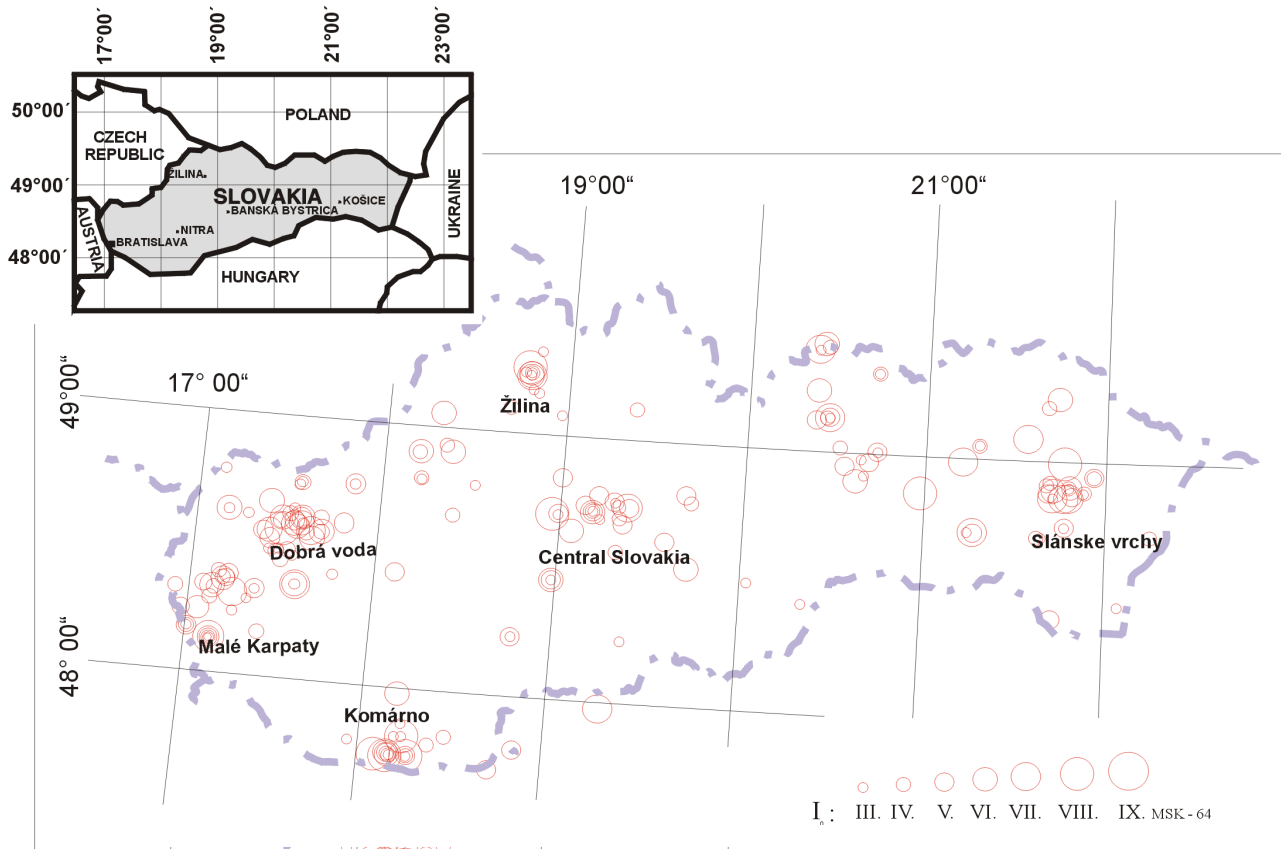 17°00´ 19°00´ 21°00´ 23°00´
50°00´
49°00´
48°00´
POLAND
CZECH
REPUBLIC
ŽILINA
SLOVAKIA
KOŠICE
BANSKÁ BYSTRICA
NITRA
BRATISLAVA
AUSTRIA
UKRAINE
HUNGARY
19°00“ 21°00“
17° 00“
49°00“
Žilina
Dobrá voda
Central Slovakia
Slánske vrchy
Malé Karpaty
48° 00“
Komárno
I₀ : III. IV. V. VI. VII. VIII. IX. MSK - 64